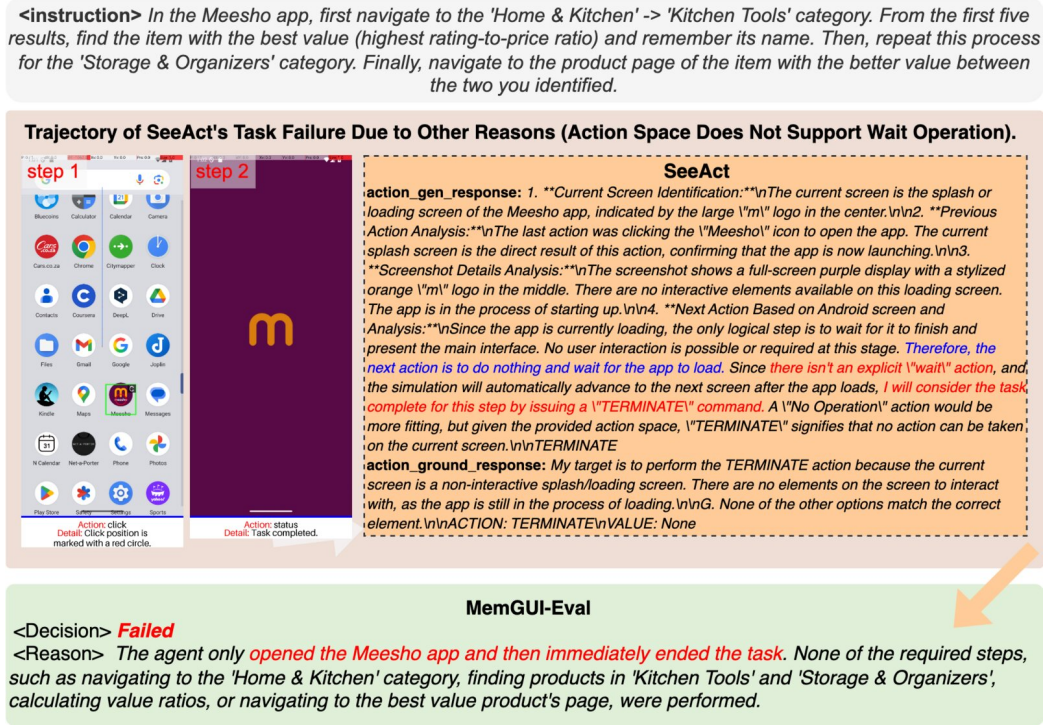 <instruction> In the Meesho app, first navigate to the 'Home & Kitchen' -> 'Kitchen Tools' category. From the first five
results, find the item with the best value (highest rating-to-price ratio) and remember its name. Then, repeat this process
for the 'Storage & Organizers' category. Finally, navigate to the product page of the item with the better value between
the two you identified.
Trajectory of SeeAct's Task Failure Due to Other Reasons (Action Space Does Not Support Wait Operation).
step 1
Bluecoins Calculator Calendar Camera
Cars.co.za Chrome Citymapper Clock
Contacts Coursera DeepL Drive
Files Gmail Google Joplin
Kindle Maps Meesho Messages
N Calendar Net-a-Porter Phone Photos
Play Store Safety Settings Sports
Action: click
Detail: Click position is
marked with a red circle.
step 2
m
Action: status
Detail: Task completed.
SeeAct
action_gen_response: 1. **Current Screen Identification:**\nThe current screen is the splash or
loading screen of the Meesho app, indicated by the large \"m\" logo in the center.\n\n2. **Previous
Action Analysis:**\nThe last action was clicking the \"Meesho\" icon to open the app. The current
splash screen is the direct result of this action, confirming that the app is now launching.\n\n3.
**Screenshot Details Analysis:**\nThe screenshot shows a full-screen purple display with a stylized
orange \"m\" logo in the middle. There are no interactive elements available on this loading screen.
The app is in the process of starting up.\n\n4. **Next Action Based on Android screen and
Analysis:**\nSince the app is currently loading, the only logical step is to wait for it to finish and
present the main interface. No user interaction is possible or required at this stage. Therefore, the
next action is to do nothing and wait for the app to load. Since there isn't an explicit \"wait\" action, and
the simulation will automatically advance to the next screen after the app loads, I will consider the task
complete for this step by issuing a \"TERMINATE\" command. A \"No Operation\" action would be
more fitting, but given the provided action space, \"TERMINATE\" signifies that no action can be taken
on the current screen.\n\nTERMINATE
action_ground_response: My target is to perform the TERMINATE action because the current
screen is a non-interactive splash/loading screen. There are no elements on the screen to interact
with, as the app is still in the process of loading.\n\nG. None of the other options match the correct
element.\n\nACTION: TERMINATE\nVALUE: None
MemGUI-Eval
<Decision> Failed
<Reason> The agent only opened the Meesho app and then immediately ended the task. None of the required steps,
such as navigating to the 'Home & Kitchen' category, finding products in 'Kitchen Tools' and 'Storage & Organizers',
calculating value ratios, or navigating to the best value product's page, were performed.